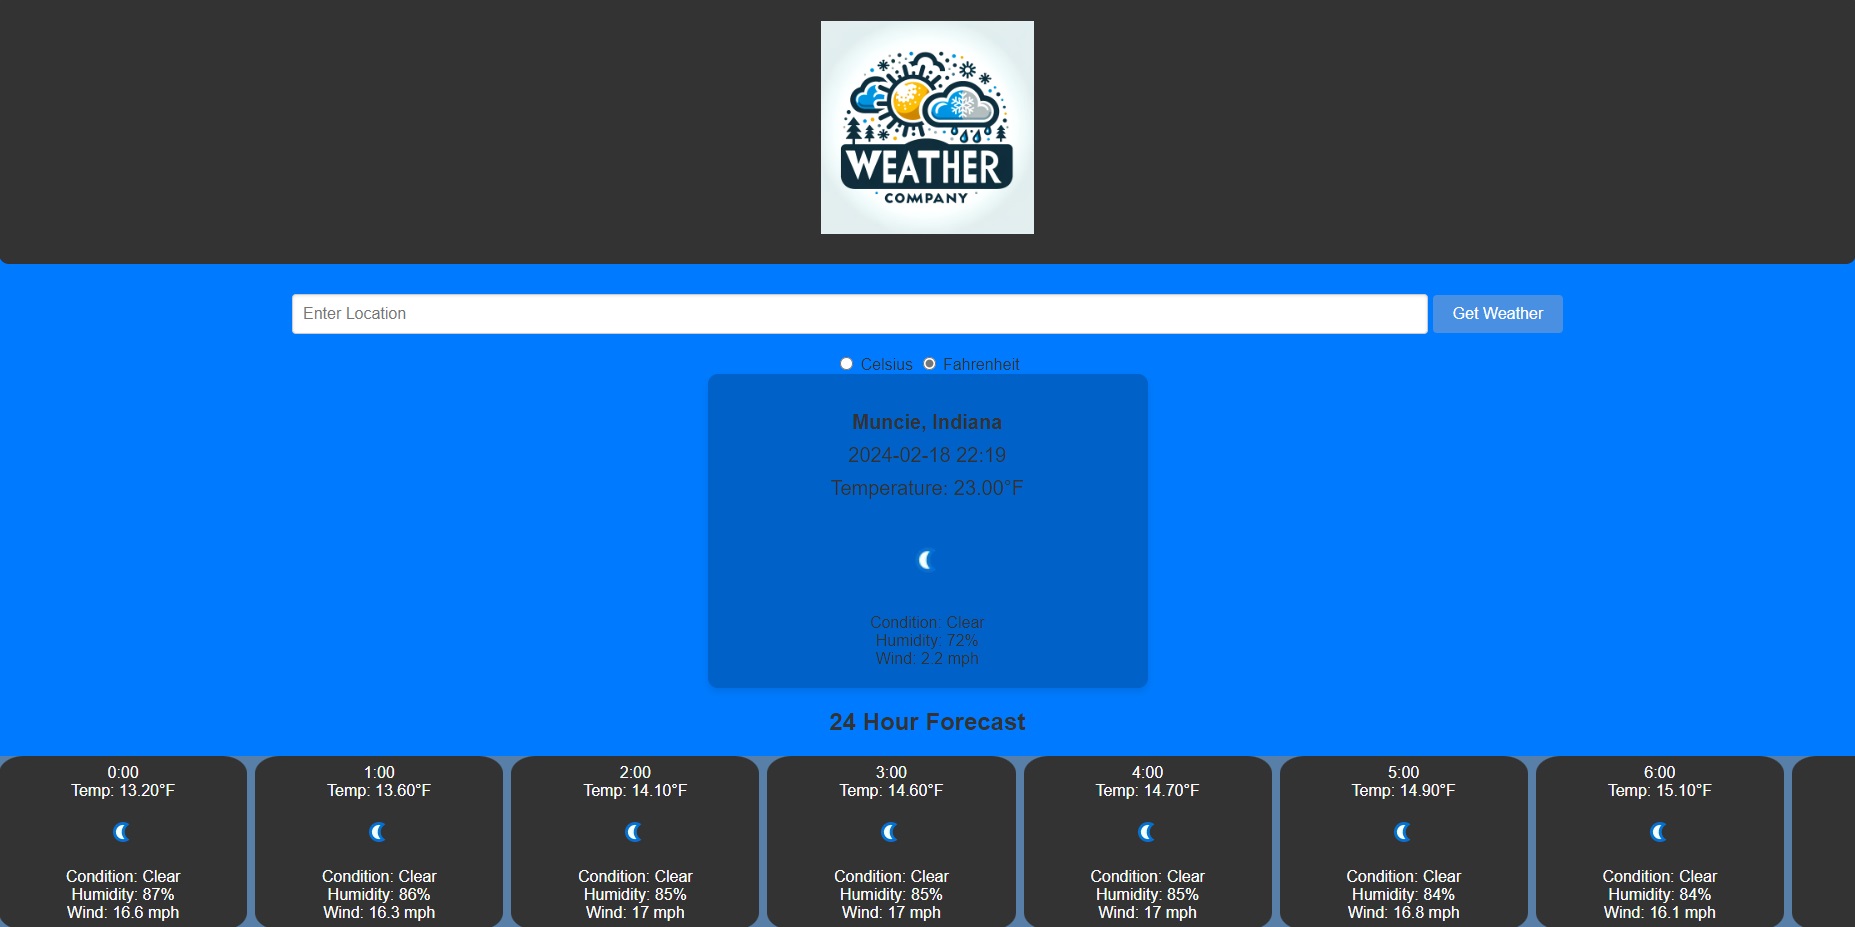 WEATHER
COMPANY
Enter Location
Get Weather
Celsius Fahrenheit
Muncie, Indiana
2024-02-18 22:19
Temperature: 23.00°F
Condition: Clear
Humidity: 72%
Wind: 2.2 mph
24 Hour Forecast
0:00
Temp: 13.20°F
Condition: Clear
Humidity: 87%
Wind: 16.6 mph
1:00
Temp: 13.60°F
Condition: Clear
Humidity: 86%
Wind: 16.3 mph
2:00
Temp: 14.10°F
Condition: Clear
Humidity: 85%
Wind: 17 mph
3:00
Temp: 14.60°F
Condition: Clear
Humidity: 85%
Wind: 17 mph
4:00
Temp: 14.70°F
Condition: Clear
Humidity: 85%
Wind: 17 mph
5:00
Temp: 14.90°F
Condition: Clear
Humidity: 84%
Wind: 16.8 mph
6:00
Temp: 15.10°F
Condition: Clear
Humidity: 84%
Wind: 16.1 mph